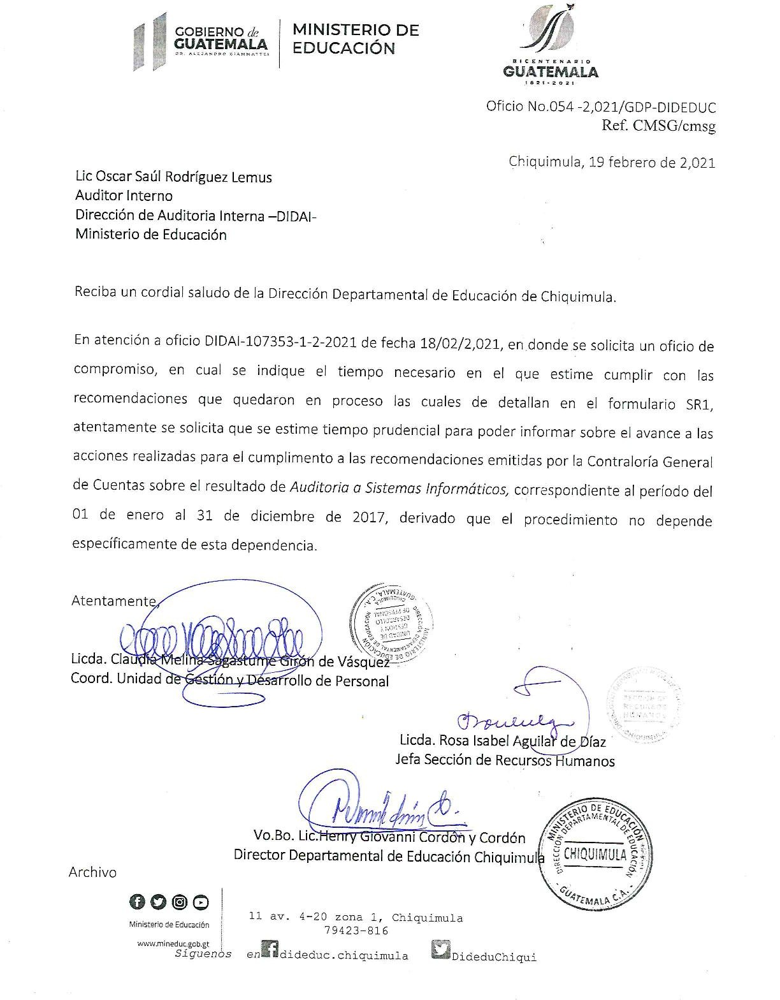 GOBIERNO de
GUATEMALA
DR. ALEJANDRO GIAMMATTEI
MINISTERIO DE
EDUCACIÓN
BICENTENARIO
GUATEMALA
1821-2021
Oficio No.054 -2,021/GDP-DIDEDUC
Ref. CMSG/cmsg
Chiquimula, 19 febrero de 2,021
Lic Oscar Saúl Rodríguez Lemus
Auditor Interno
Dirección de Auditoria Interna –DIDAI-
Ministerio de Educación
Reciba un cordial saludo de la Dirección Departamental de Educación de Chiquimula.
En atención a oficio DIDAI-107353-1-2-2021 de fecha 18/02/2,021, en donde se solicita un oficio de
compromiso, en cual se indique el tiempo necesario en el que estime cumplir con las
recomendaciones que quedaron en proceso las cuales de detallan en el formulario SR1,
atentamente se solicita que se estime tiempo prudencial para poder informar sobre el avance a las
acciones realizadas para el cumplimento a las recomendaciones emitidas por la Contraloría General
de Cuentas sobre el resultado de Auditoria a Sistemas Informáticos, correspondiente al período del
01 de enero al 31 de diciembre de 2017, derivado que el procedimiento no depende
específicamente de esta dependencia.
Atentamente,
MINISTERIO DE EDUCACIÓN
DIRECCIÓN DEPARTAMENTAL DE EDUCACIÓN
UNIDAD DE
GESTION Y
DESARROLLO
DE PERSONAL
CHIQUIMULA
GUATEMALA, C.A.
Licda. Claudia Melina Sagastume Girón de Vásquez
Coord. Unidad de Gestión y Desarrollo de Personal
SECCION DE
RECURSOS
HUMANOS
CHIQUIMULA
Licda. Rosa Isabel Aguilar de Díaz
Jefa Sección de Recursos Humanos
Vo.Bo. Lic.Henry Giovanni Cordón y Cordón
Director Departamental de Educación Chiquimula
MINISTERIO DE EDUCACIÓN
DIRECCIÓN DEPARTAMENTAL DE EDUCACIÓN
CHIQUIMULA
- GUATEMALA C.A. -
Archivo
Ministerio de Educación
www.mineduc.gob.gt
11 av. 4-20 zona 1, Chiquimula
79423-816
Síguenos en dideduc.chiquimula DideduChiqui